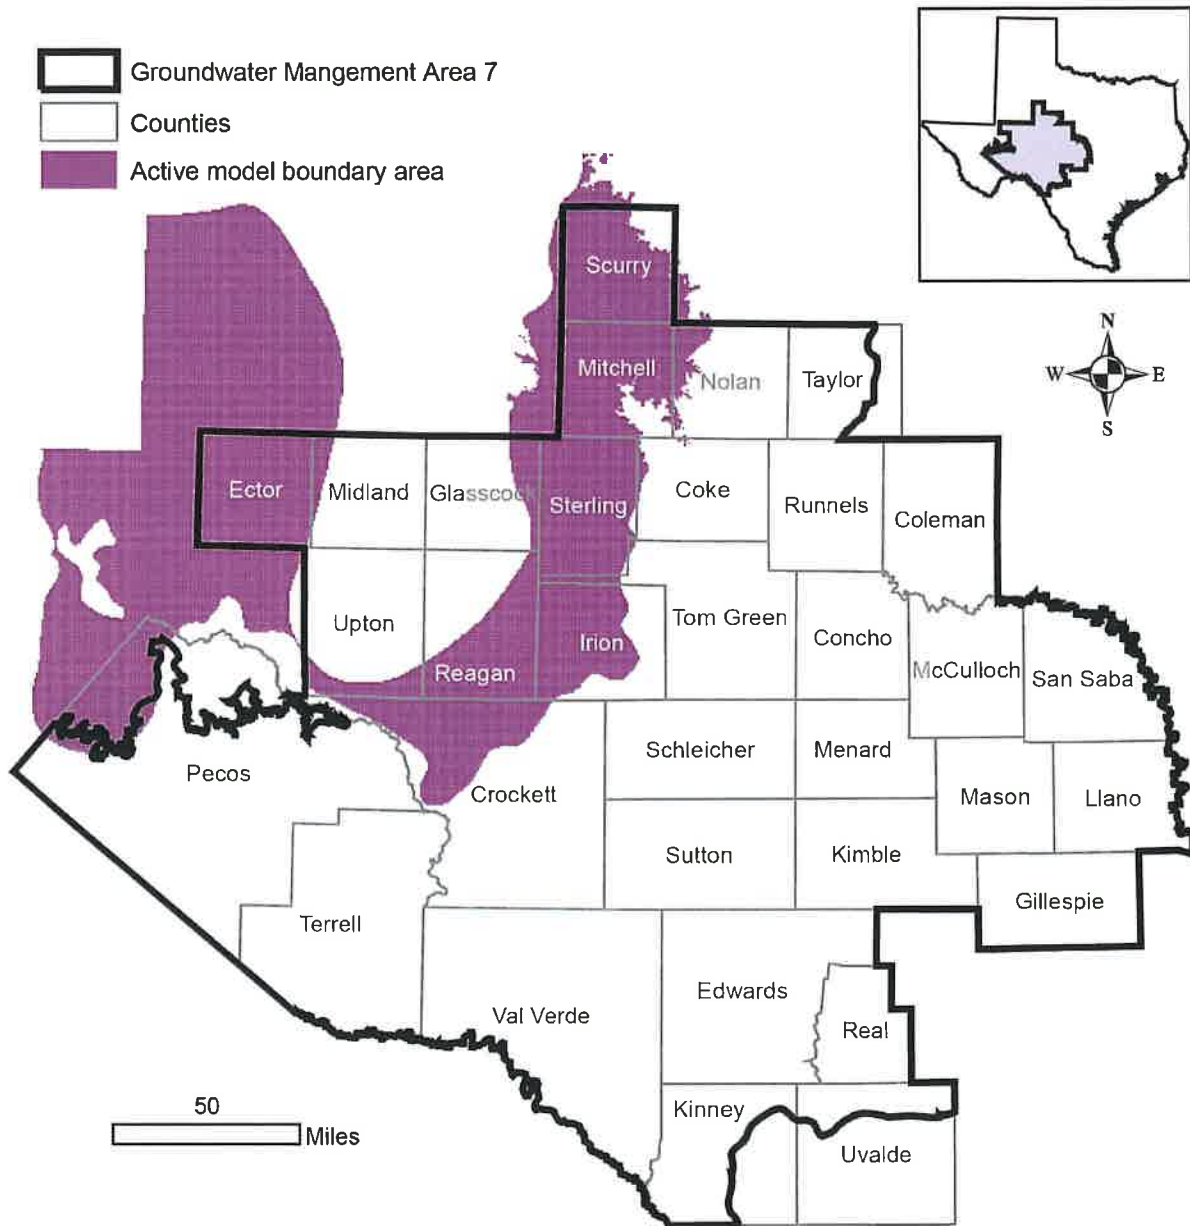 Groundwater Mangement Area 7
Counties
Active model boundary area
N
W
E
S
Scurry
Mitchell
Nolan
Taylor
Ector
Midland
Glasscock
Sterling
Coke
Runnels
Coleman
Upton
Reagan
Irion
Tom Green
Concho
McCulloch
San Saba
Pecos
Crockett
Schleicher
Menard
Mason
Llano
Sutton
Kimble
Gillespie
Terrell
Val Verde
Edwards
Real
Kinney
Uvalde
50
Miles